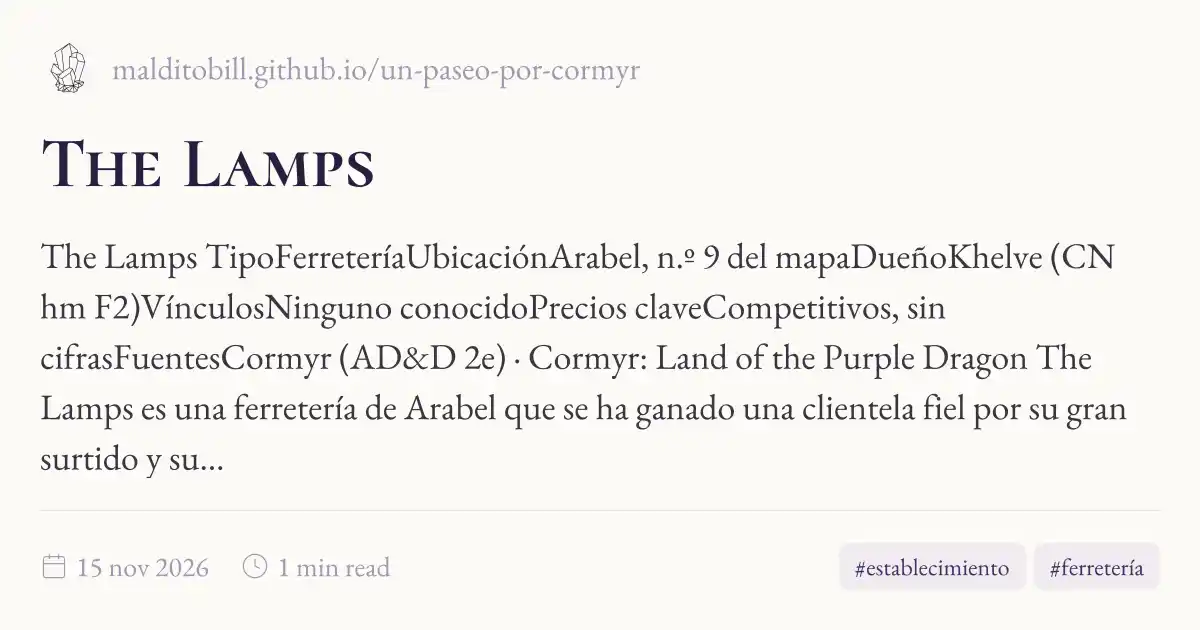 malditobill.github.io/un-paseo-por-cormyr
The Lamps
The Lamps TipoFerreteríaUbicaciónArabel, n.º 9 del mapaDueñoKhelve (CN
hm F2)VínculosNinguno conocidoPrecios claveCompetitivos, sin
cifrasFuentesCormyr (AD&D 2e) · Cormyr: Land of the Purple Dragon The
Lamps es una ferretería de Arabel que se ha ganado una clientela fiel por su gran
surtido y su...
15 nov 2026 1 min read #establecimiento #ferretería